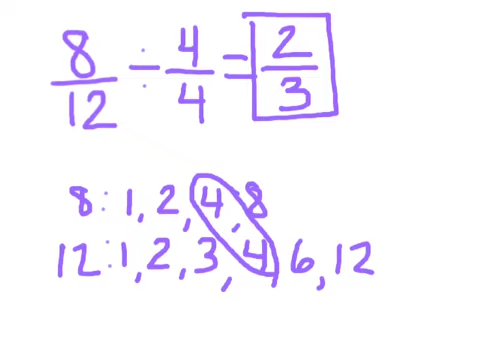 8/12 ÷ 4/4 = 2/3
8: 1, 2, 4, 8
12: 1, 2, 3, 4, 6, 12